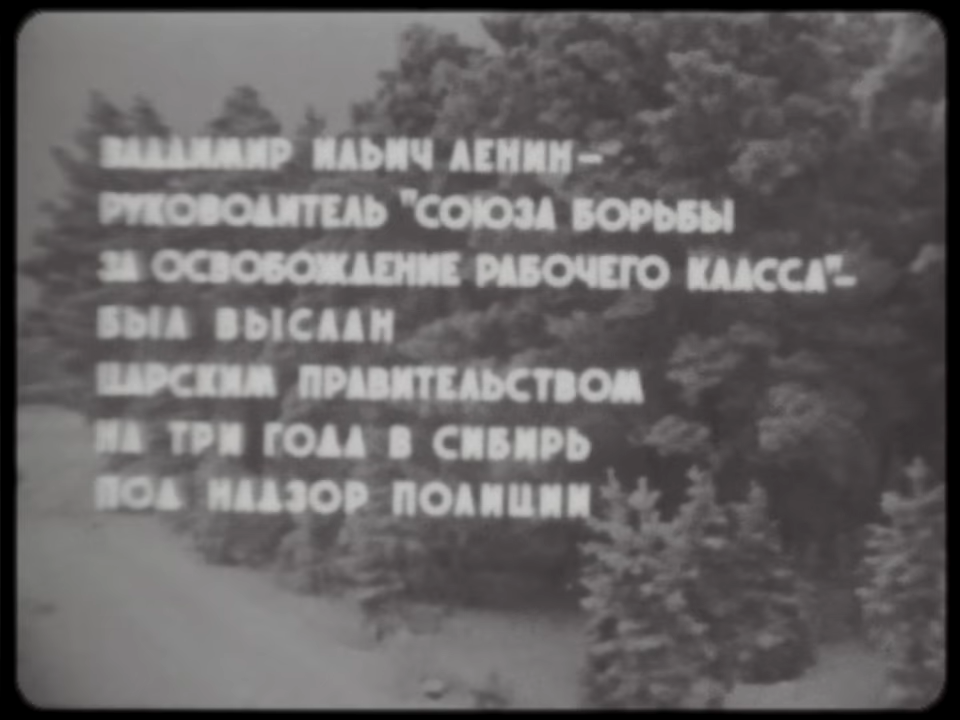 ВЛАДИМИР ИЛЬИЧ ЛЕНИН–
РУКОВОДИТЕЛЬ "СОЮЗА БОРЬБЫ
ЗА ОСВОБОЖДЕНИЕ РАБОЧЕГО КЛАССА"–
БЫЛ ВЫСЛАН
ЦАРСКИМ ПРАВИТЕЛЬСТВОМ
НА ТРИ ГОДА В СИБИРЬ
ПОД НАДЗОР ПОЛИЦИИ